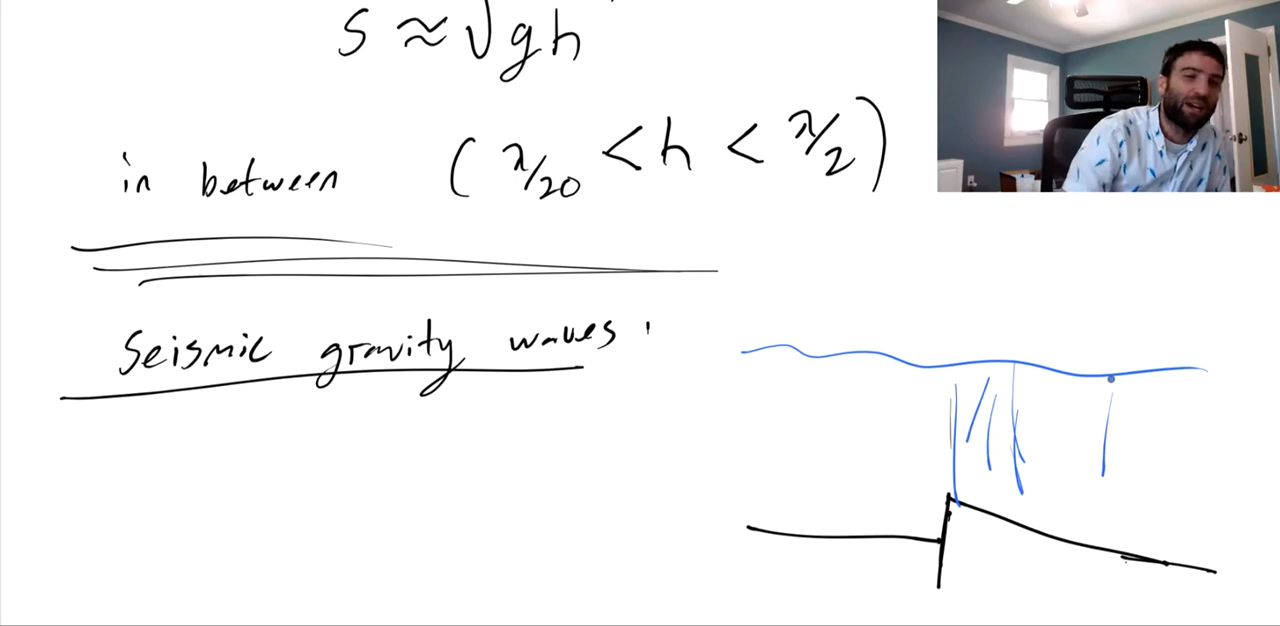 S ≈ √gh
in between ( λ/20 < h < λ/2 )
Seismic gravity waves